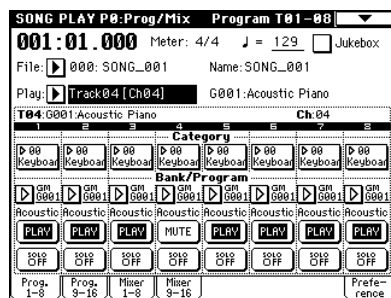 SONG PLAY P0:Prog/Mix Program T01-08
001:01.000 Meter: 4/4 ♩ = 129 Jukebox
File: 000: SONG_001 Name: SONG_001
Play: Track04 [Ch04] G001:Acoustic Piano
T04:G001:Acoustic Piano Ch:04
1 2 3 4 5 6 7 8
Category
00 00 00 00 00 00 00 00
Keyboar Keyboar Keyboar Keyboar Keyboar Keyboar Keyboar Keyboar
Bank/Program
GM GM GM GM GM GM GM GM
G001 G001 G001 G001 G001 G001 G001 G001
Acoustic Acoustic Acoustic Acoustic Acoustic Acoustic Acoustic Acoustic
PLAY PLAY PLAY MUTE PLAY PLAY PLAY PLAY
SOLO SOLO SOLO SOLO SOLO SOLO SOLO SOLO
OFF OFF OFF OFF OFF OFF OFF OFF
Prog. Prog. Mixer Mixer Prefe-
1-8 9-16 1-8 9-16 rence